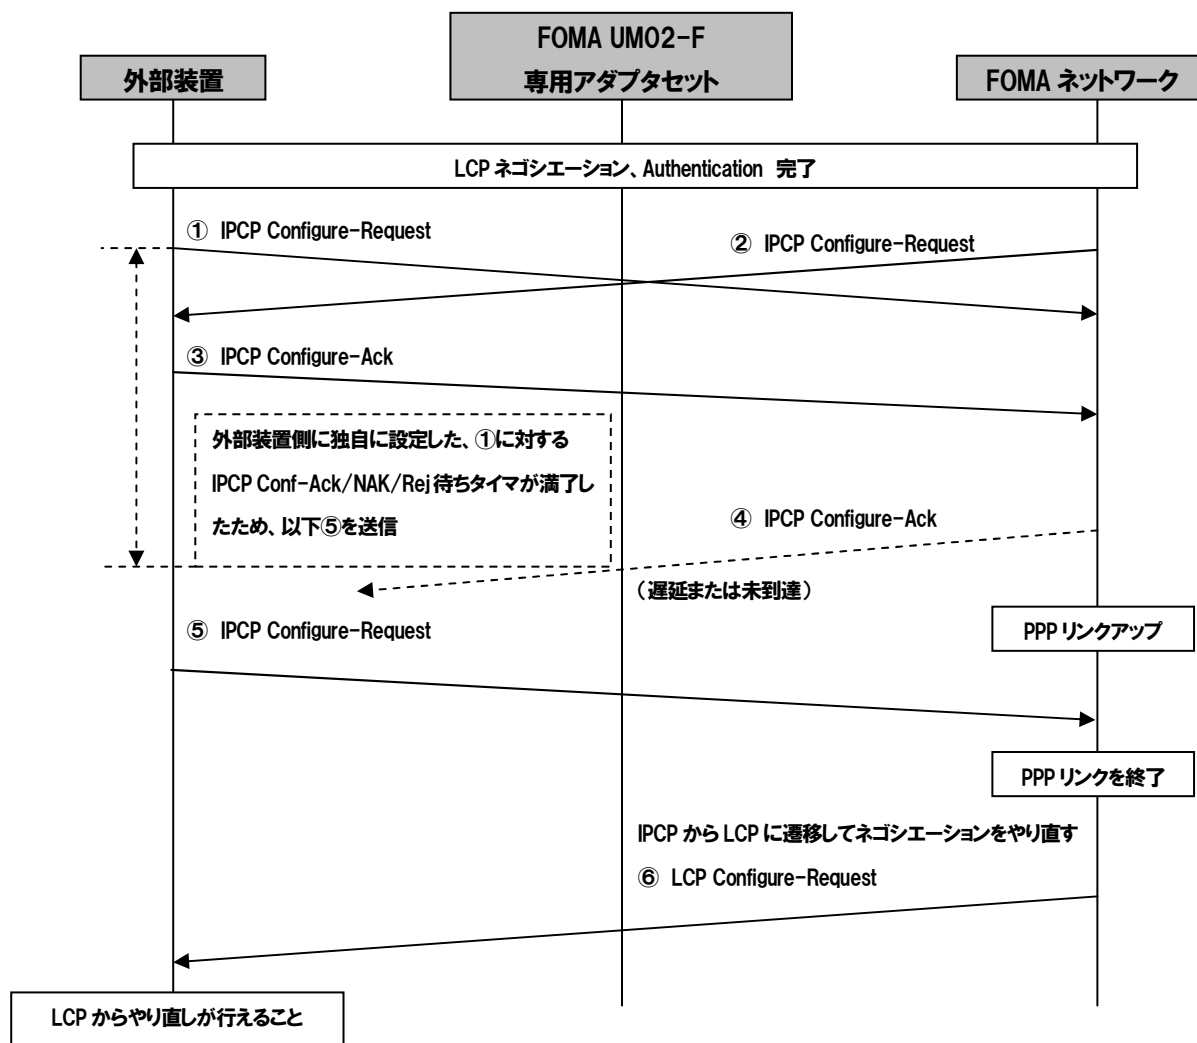 FOMA UM02-F
専用アダプタセット
外部装置
FOMA ネットワーク
LCP ネゴシエーション、Authentication 完了
① IPCP Configure-Request
② IPCP Configure-Request
③ IPCP Configure-Ack
外部装置側に独自に設定した、①に対する
IPCP Conf-Ack/NAK/Rej 待ちタイマが満了し
たため、以下⑤を送信
④ IPCP Configure-Ack
（遅延または未到達）
⑤ IPCP Configure-Request
PPP リンクアップ
PPP リンクを終了
IPCP から LCP に遷移してネゴシエーションをやり直す
⑥ LCP Configure-Request
LCP からやり直しが行えること